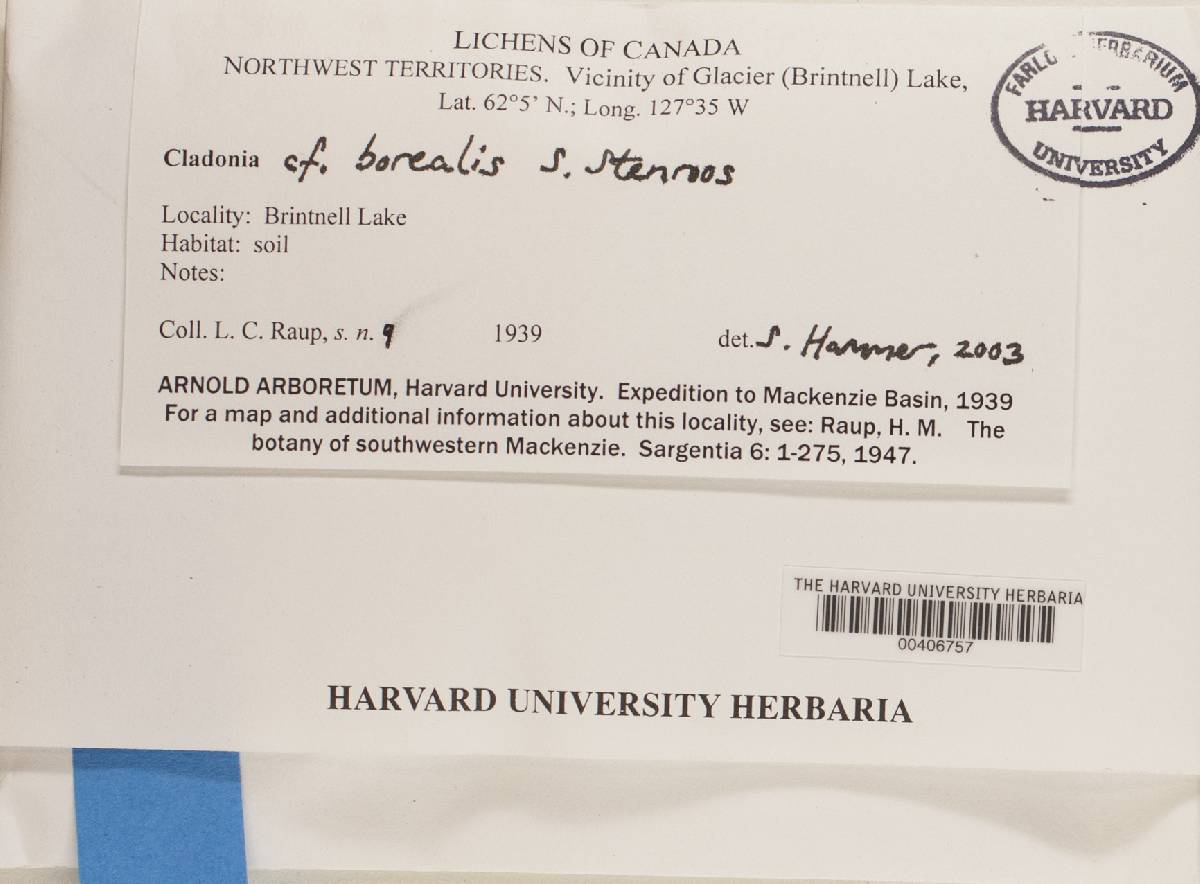 LICHENS OF CANADA
NORTHWEST TERRITORIES. Vicinity of Glacier (Brintnell) Lake,
Lat. 62°5' N.; Long. 127°35 W
FARLOW HERBARIUM
HARVARD
UNIVERSITY
Cladonia cf. borealis S. Stenroos
Locality: Brintnell Lake
Habitat: soil
Notes:
Coll. L. C. Raup, s. n. 9 1939 det. S. Hammer, 2003
ARNOLD ARBORETUM, Harvard University. Expedition to Mackenzie Basin, 1939
For a map and additional information about this locality, see: Raup, H. M. The
botany of southwestern Mackenzie. Sargentia 6: 1-275, 1947.
THE HARVARD UNIVERSITY HERBARIA
00406757
HARVARD UNIVERSITY HERBARIA